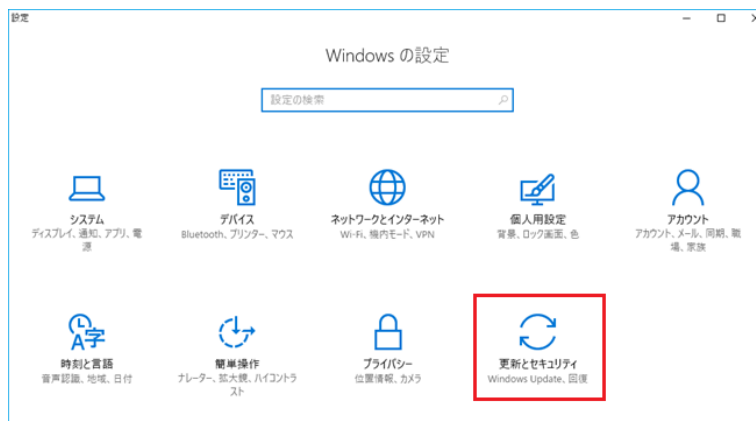 設定
Windows の設定
設定の検索
システム
ディスプレイ、通知、アプリ、電
源
デバイス
Bluetooth、プリンター、マウス
ネットワークとインターネット
Wi-Fi、機内モード、VPN
個人用設定
背景、ロック画面、色
アカウント
アカウント、メール、同期、職
場、家族
時刻と言語
音声認識、地域、日付
簡単操作
ナレーター、拡大鏡、ハイコントラ
スト
プライバシー
位置情報、カメラ
更新とセキュリティ
Windows Update、回復